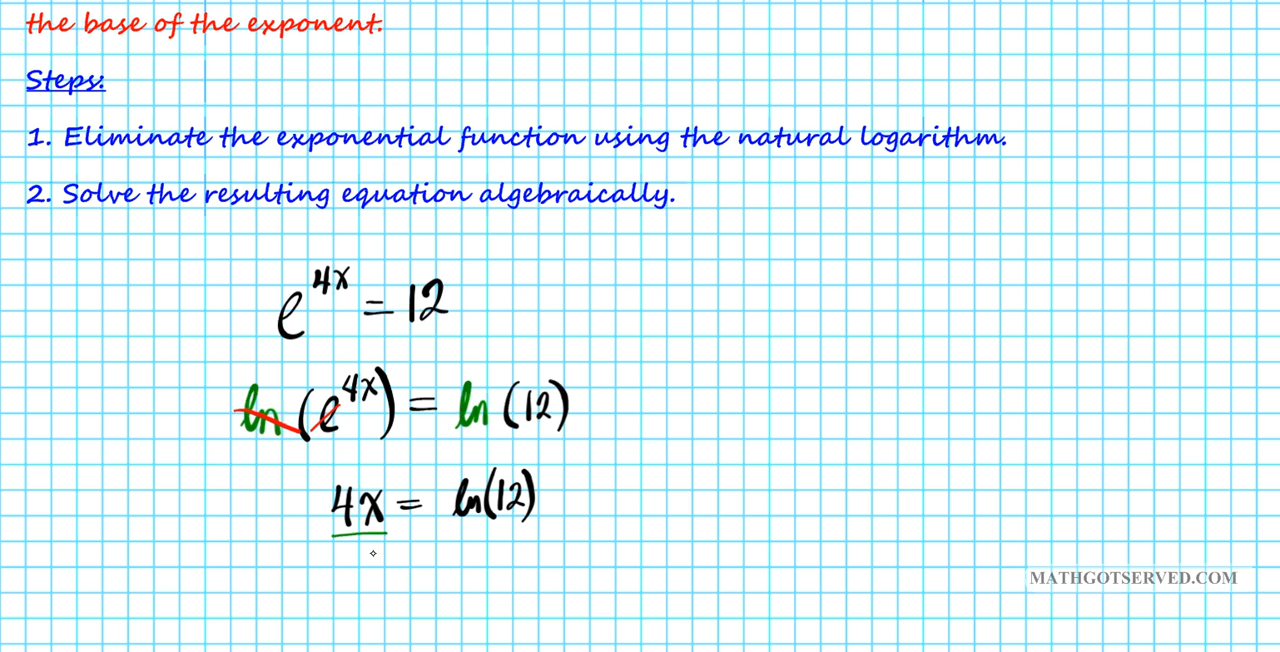 the base of the exponent.
Steps:
1. Eliminate the exponential function using the natural logarithm.
2. Solve the resulting equation algebraically.
e^{4x} = 12
ln(e^{4x}) = ln(12)
4x = ln(12)
MATHGOTSERVED.COM